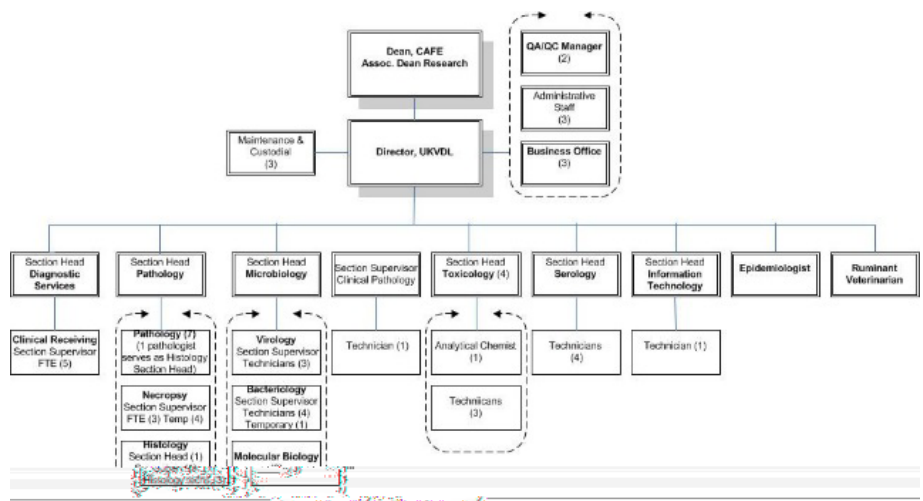 Dean, CAFE
Assoc. Dean Research
QA/QC Manager
(2)
Administrative
Staff
(3)
Business Office
(3)
Maintenance &
Custodial
(3)
Director, UKVDL
Section Head
Diagnostic
Services
Section Head
Pathology
Section Head
Microbiology
Section Supervisor
Clinical Pathology
Section Head
Toxicology (4)
Section Head
Serology
Section Head
Information
Technology
Epidemiologist
Ruminant
Veterinarian
Clinical Receiving
Section Supervisor
FTE (5)
Pathology (7)
(1 pathologist
serves as Histology
Section Head)
Virology
Section Supervisor
Technicians (3)
Technician (1)
Analytical Chemist
(1)
Technicians
(4)
Technician (1)
Necropsy
Section Supervisor
FTE (3) Temp (4)
Bacteriology
Section Supervisor
Technicians (4)
Temporary (1)
Techniicans
(3)
Histology
Section Head (1)
Molecular Biology